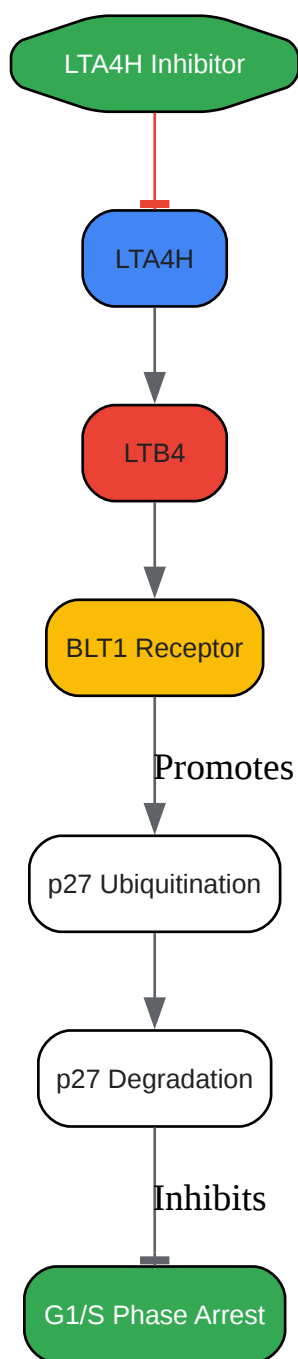 LTA4H Inhibitor
LTA4H
LTB4
BLT1 Receptor
Promotes
p27 Ubiquitination
p27 Degradation
Inhibits
G1/S Phase Arrest